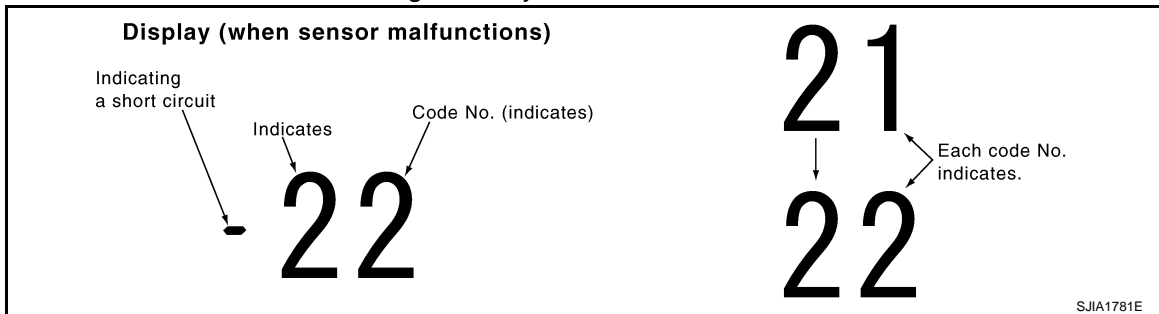 Display (when sensor malfunctions)
Indicating
a short circuit
Indicates
Code No. (indicates)
- 22
21
Each code No.
indicates.
22
SJIA1781E